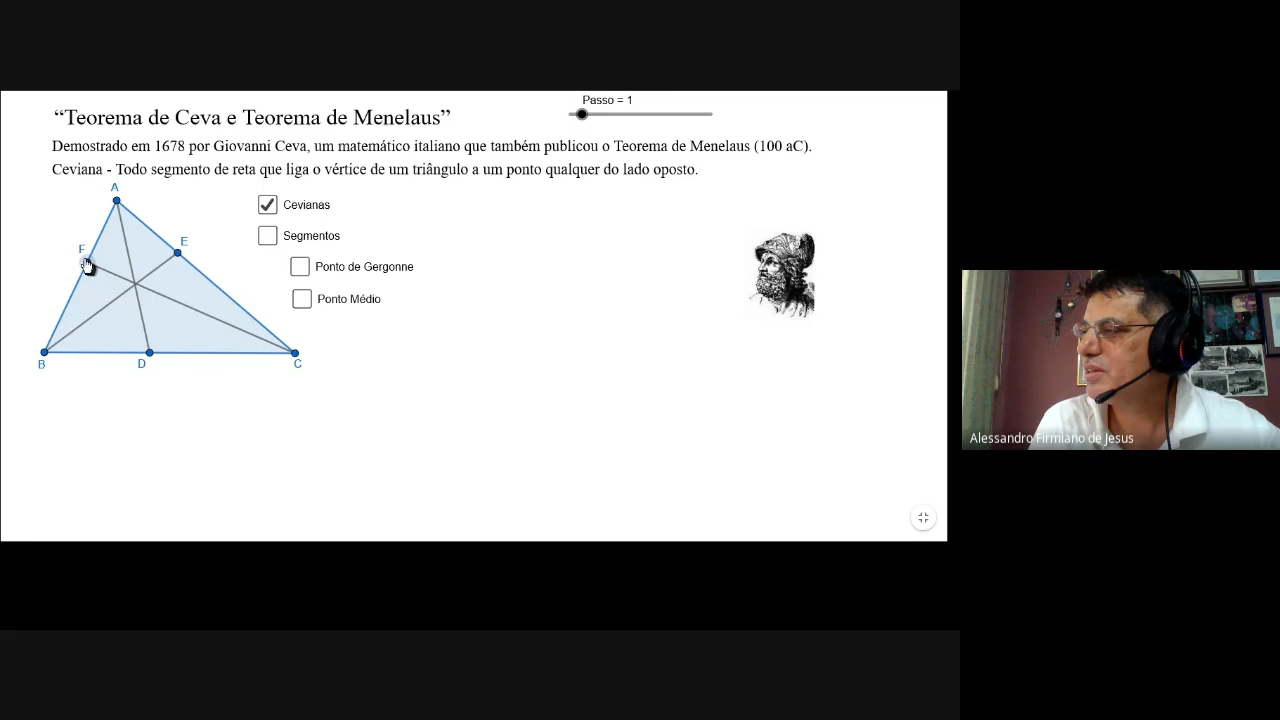 Passo = 1
“Teorema de Ceva e Teorema de Menelaus”
Demostrado em 1678 por Giovanni Ceva, um matemático italiano que também publicou o Teorema de Menelaus (100 aC).
Ceviana - Todo segmento de reta que liga o vértice de um triângulo a um ponto qualquer do lado oposto.
A
Cevianas
F
E
Segmentos
Ponto de Gergonne
Ponto Médio
B
D
C
Alessandro Firmiano de Jesus